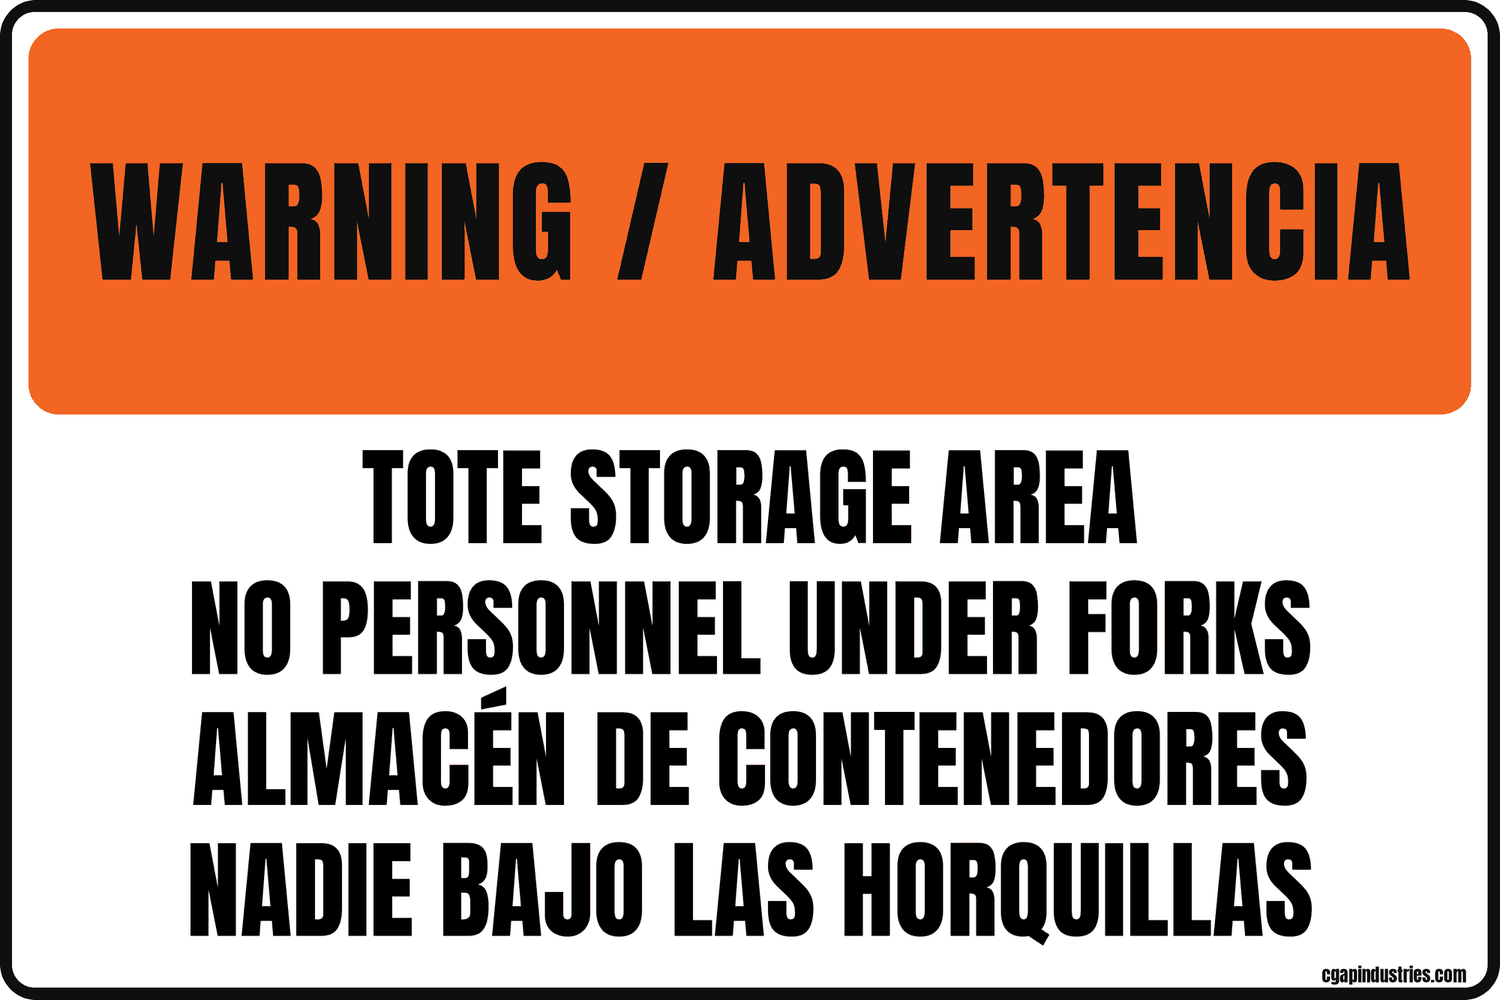 WARNING / ADVERTENCIA
TOTE STORAGE AREA
NO PERSONNEL UNDER FORKS
ALMACÉN DE CONTENEDORES
NADIE BAJO LAS HORQUILLAS
cgapindustries.com